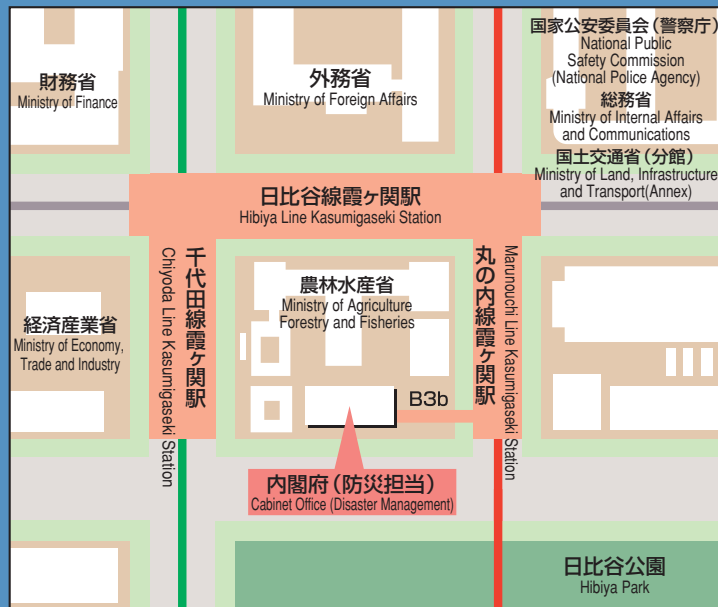 国家公安委員会（警察庁）
National Public
Safety Commission
(National Police Agency)
総務省
Ministry of Internal Affairs
and Communications
国土交通省（分館）
Ministry of Land, Infrastructure
and Transport(Annex)
財務省
Ministry of Finance
外務省
Ministry of Foreign Affairs
日比谷線霞ヶ関駅
Hibiya Line Kasumigaseki Station
千代田線霞ヶ関駅
Chiyoda Line Kasumigaseki Station
農林水産省
Ministry of Agriculture
Forestry and Fisheries
丸の内線霞ヶ関駅
Marunouchi Line Kasumigaseki Station
経済産業省
Ministry of Economy,
Trade and Industry
B3b
内閣府（防災担当）
Cabinet Office (Disaster Management)
日比谷公園
Hibiya Park